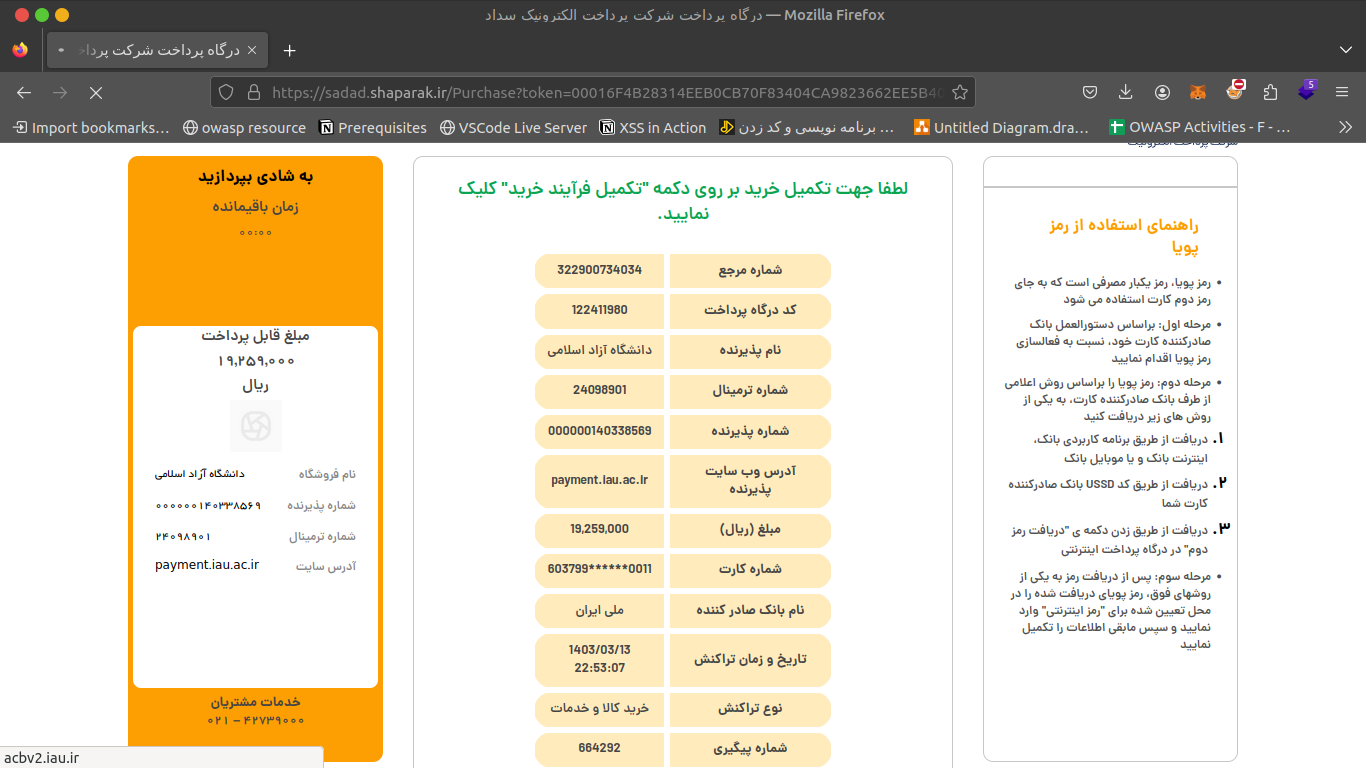 درگاه پرداخت شرکت پرداخت الکترونیک سداد — Mozilla Firefox
درگاه پرداخت شرکت پرداخ
https://sadad.shaparak.ir/Purchase?token=00016F4B28314EEB0CB70F83404CA9823662EE5B40
5
Import bookmarks...
owasp resource
Prerequisites
VSCode Live Server
XSS in Action
برنامه نویسی و کد زدن ...
Untitled Diagram.dra...
OWASP Activities - F - ...
شرکت پرداخت الکترونیک
راهنمای استفاده از رمز
پویا
رمز پویا، رمز یکبار مصرفی است که به جای
رمز دوم کارت استفاده می شود
مرحله اول: براساس دستورالعمل بانک
صادرکننده کارت خود، نسبت به فعالسازی
رمز پویا اقدام نمایید
مرحله دوم: رمز پویا را براساس روش اعلامی
از طرف بانک صادرکننده کارت، به یکی از
روش های زیر دریافت کنید
۱. دریافت از طریق برنامه کاربردی بانک،
اینترنت بانک و یا موبایل بانک
۲. دریافت از طریق کد USSD بانک صادرکننده
کارت شما
۳. دریافت از طریق زدن دکمه ی "دریافت رمز
دوم" در درگاه پرداخت اینترنتی
مرحله سوم: پس از دریافت رمز به یکی از
روشهای فوق، رمز پویای دریافت شده را در
محل تعیین شده برای "رمز اینترنتی" وارد
نمایید و سپس مابقی اطلاعات را تکمیل
نمایید
لطفا جهت تکمیل خرید بر روی دکمه "تکمیل فرآیند خرید" کلیک
نمایید.
شماره مرجع 322900734034
کد درگاه پرداخت 122411980
نام پذیرنده دانشگاه آزاد اسلامی
شماره ترمینال 24098901
شماره پذیرنده 000000140338569
آدرس وب سایت
پذیرنده payment.iau.ac.ir
مبلغ (ریال) 19,259,000
شماره کارت 603799******0011
نام بانک صادر کننده ملی ایران
تاریخ و زمان تراکنش 1403/03/13
22:53:07
نوع تراکنش خرید کالا و خدمات
شماره پیگیری 664292
به شادی بپردازید
زمان باقیمانده
۰۰:۰۰
مبلغ قابل پرداخت
۱۹,۲۵۹,۰۰۰
ریال
نام فروشگاه دانشگاه آزاد اسلامی
شماره پذیرنده ۰۰۰۰۰۰۱۴۰۳۳۸۵۶۹
شماره ترمینال ۲۴۰۹۸۹۰۱
آدرس سایت payment.iau.ac.ir
خدمات مشتریان
۰۲۱ – ۴۲۷۳۹۰۰۰
acbv2.iau.ir